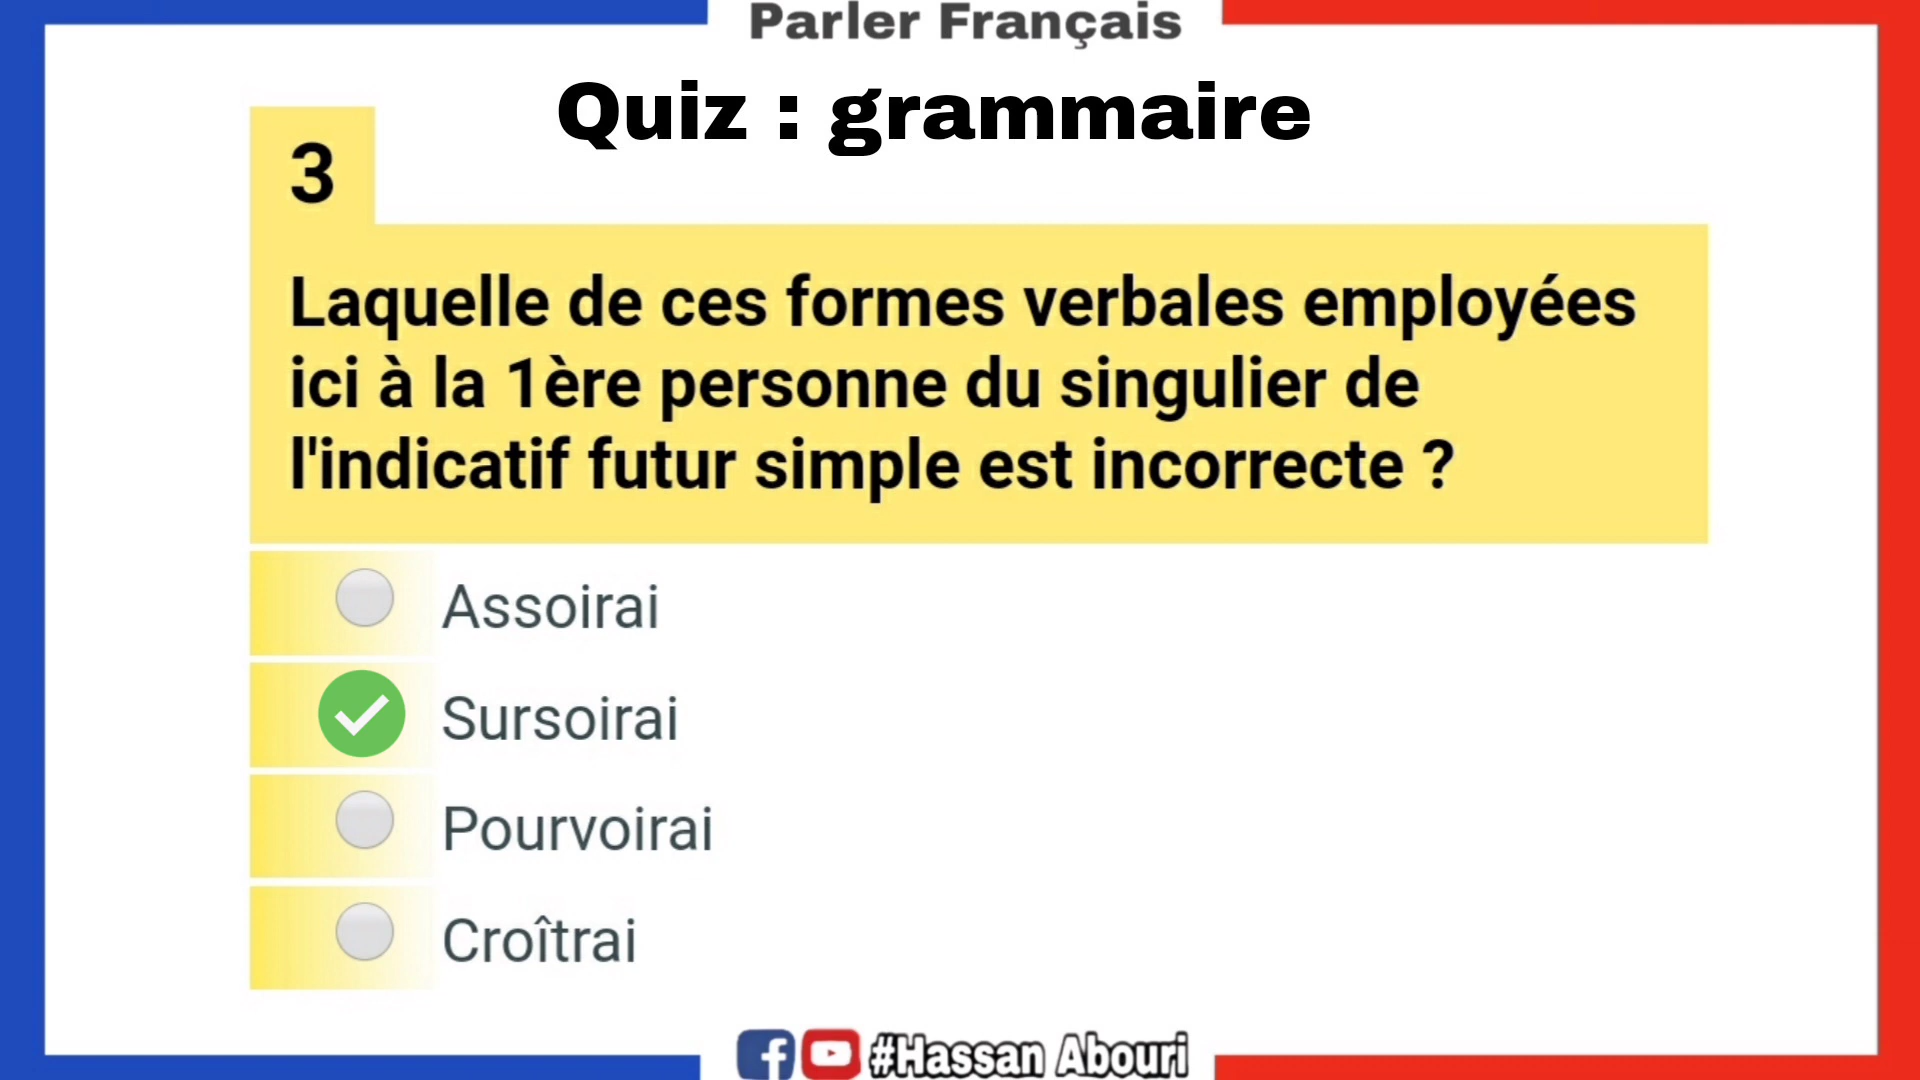 Parler Français
Quiz : grammaire
3
Laquelle de ces formes verbales employées
ici à la 1ère personne du singulier de
l'indicatif futur simple est incorrecte ?
Assoirai
Sursoirai
Pourvoirai
Croîtrai
#Hassan Abouri